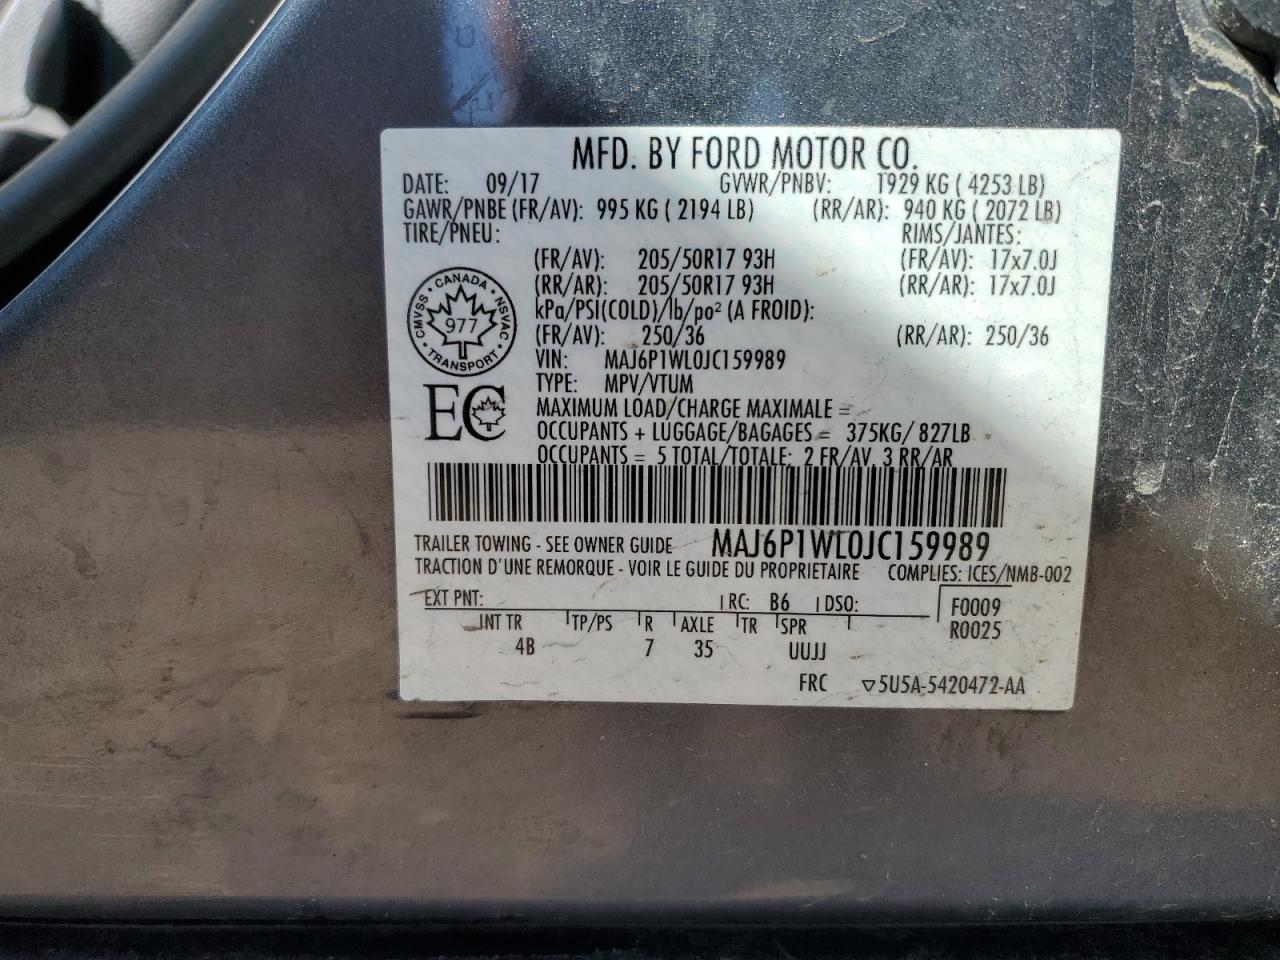 MFD. BY FORD MOTOR CO.
DATE: 09/17 GVWR/PNBV: 1929 KG ( 4253 LB)
GAWR/PNBE (FR/AV): 995 KG ( 2194 LB) (RR/AR): 940 KG ( 2072 LB)
TIRE/PNEU: RIMS/JANTES:
(FR/AV): 205/50R17 93H (FR/AV): 17x7.0J
(RR/AR): 205/50R17 93H (RR/AR): 17x7.0J
kPa/PSI(COLD)/lb/po² (A FROID):
(FR/AV): 250/36 (RR/AR): 250/36
CMVSS · CANADA · NSVAC · TRANSPORT ·
977
VIN: MAJ6P1WL0JC159989
TYPE: MPV/VTUM
EC
MAXIMUM LOAD/CHARGE MAXIMALE =
OCCUPANTS + LUGGAGE/BAGAGES = 375KG/ 827LB
OCCUPANTS = 5 TOTAL/TOTALE: 2 FR/AV, 3 RR/AR
TRAILER TOWING - SEE OWNER GUIDE MAJ6P1WL0JC159989
TRACTION D'UNE REMORQUE - VOIR LE GUIDE DU PROPRIETAIRE COMPLIES: ICES/NMB-002
EXT PNT: RC: B6 DSO: F0009
INT TR TP/PS R AXLE TR SPR R0025
4B 7 35 UUJJ
FRC ▽5U5A-5420472-AA